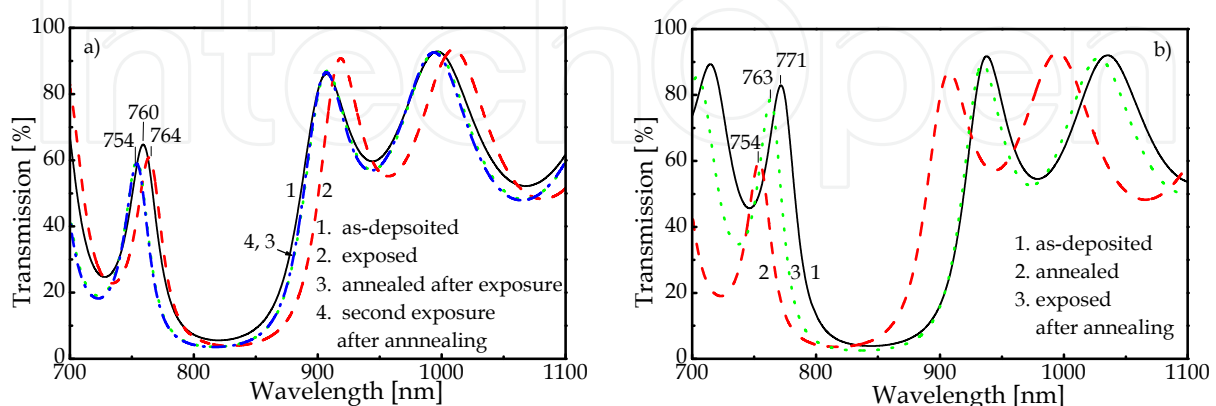 IntechOpen
a)
760
754
764
1
2
4, 3
1. as-depsoited
2. exposed
3. annealed after exposure
4. second exposure
after annnealing
Transmission [%]
100
80
60
40
20
0
700
800
900
1000
1100
Wavelength [nm]
b)
771
763
754
2
3
1
1. as-deposited
2. annealed
3. exposed
after annealing
Transmission [%]
100
80
60
40
20
0
700
800
900
1000
1100
Wavelength [nm]